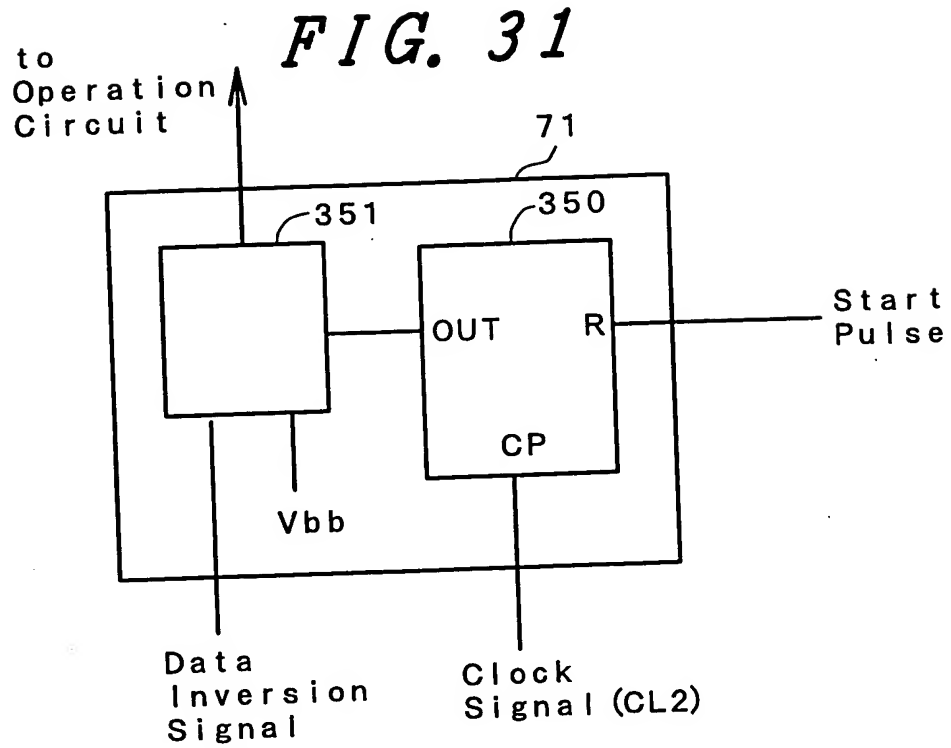 FIG. 31
to
Operation
Circuit
71
351
350
OUT
R
Start
Pulse
CP
Vbb
Data
Inversion
Signal
Clock
Signal (CL2)